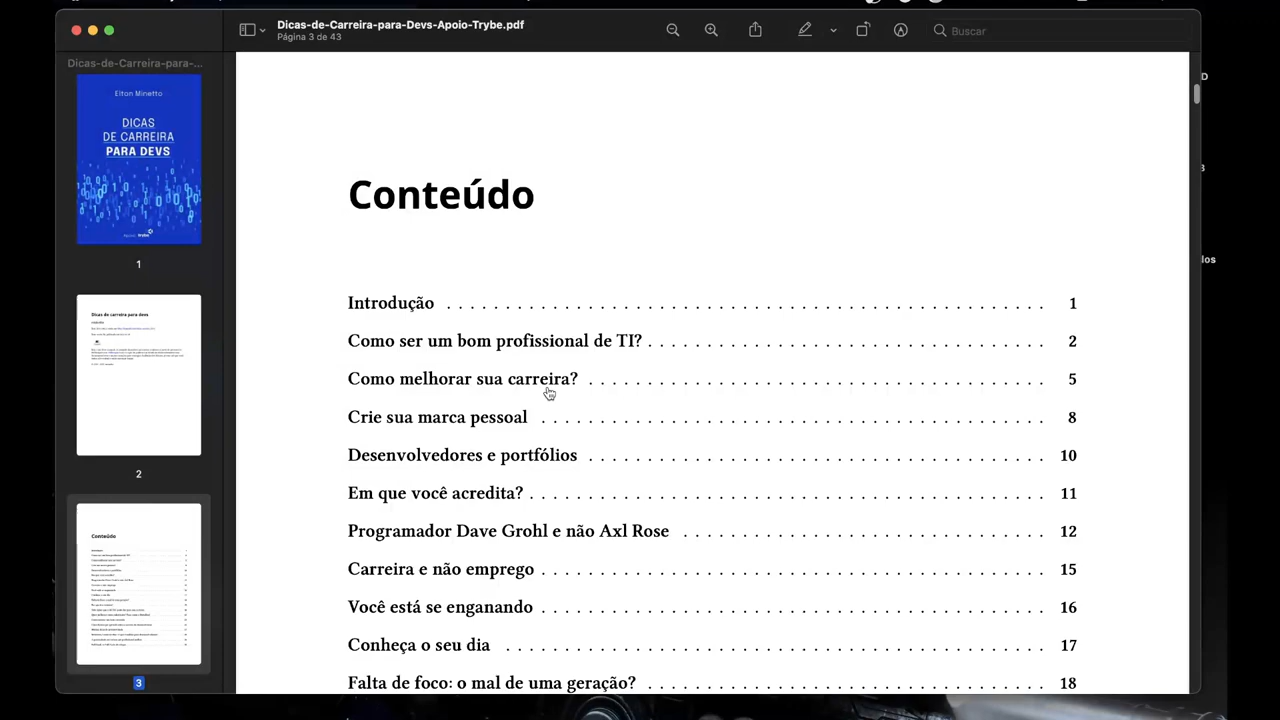 Dicas-de-Carreira-para-Devs-Apoio-Trybe.pdf
Página 3 de 43
Buscar
Dicas-de-Carreira-para-...
Elton Minetto
DICAS
DE CARREIRA
PARA DEVS
trybe
1
Dicas de carreira para devs
2
Conteúdo
3
Conteúdo
Introdução 1
Como ser um bom profissional de TI? 2
Como melhorar sua carreira? 5
Crie sua marca pessoal 8
Desenvolvedores e portfólios 10
Em que você acredita? 11
Programador Dave Grohl e não Axl Rose 12
Carreira e não emprego 15
Você está se enganando 16
Conheça o seu dia 17
Falta de foco: o mal de uma geração? 18
D
3
los